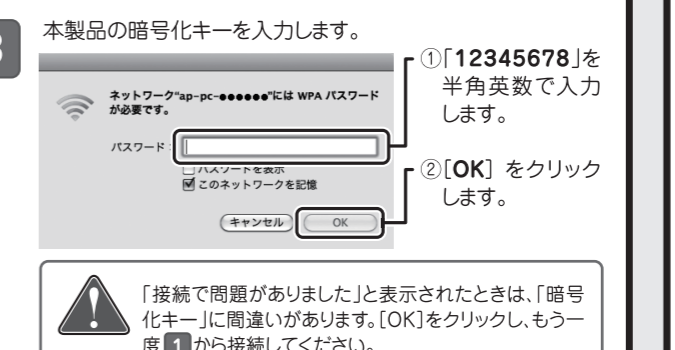 3
本製品の暗号化キーを入力します。
ネットワーク“ap-pc-●●●●●●”には WPA パスワード
が必要です。
パスワード：
パスワードを表示
このネットワークを記憶
キャンセル
OK
①「12345678」を
半角英数で入力
します。
②［OK］をクリック
します。
「接続で問題がありました」と表示されたときは、「暗号
化キー」に間違いがあります。［OK］をクリックし、もう一
度 1 から接続してください。